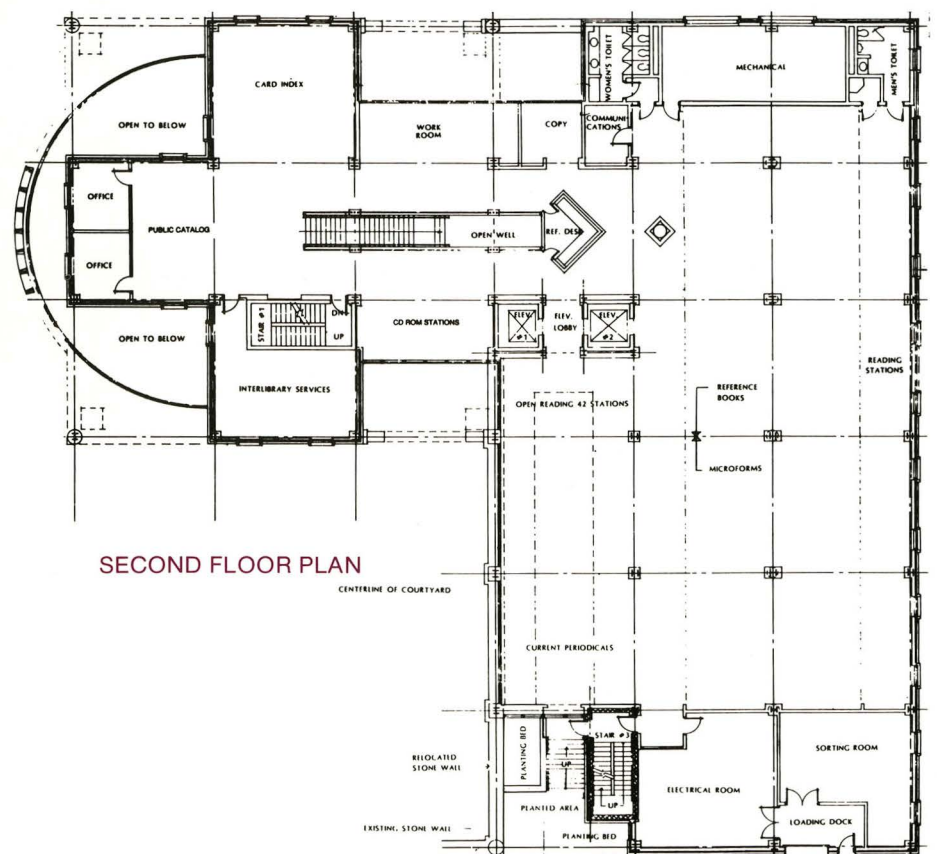 WOMEN'S TOILET
MECHANICAL
MEN'S TOILET
CARD INDEX
OPEN TO BELOW
WORK
ROOM
COPY
COMMUNI-
CATIONS
OFFICE
PUBLIC CATALOG
OPEN WELL
REF. DESK
OFFICE
STAIR #1
DN
UP
CD ROM STATIONS
ELEV.
#1
ELEV.
LOBBY
ELEV.
#2
OPEN TO BELOW
INTERLIBRARY SERVICES
READING
STATIONS
REFERENCE
BOOKS
OPEN READING 42 STATIONS
MICROFORMS
SECOND FLOOR PLAN
CENTERLINE OF COURTYARD
CURRENT PERIODICALS
PLANTING BED
UP
STAIR #3
UP
SORTING ROOM
RELOCATED
STONE WALL
ELECTRICAL ROOM
PLANTED AREA
LOADING DOCK
EXISTING STONE WALL
PLANTING BED